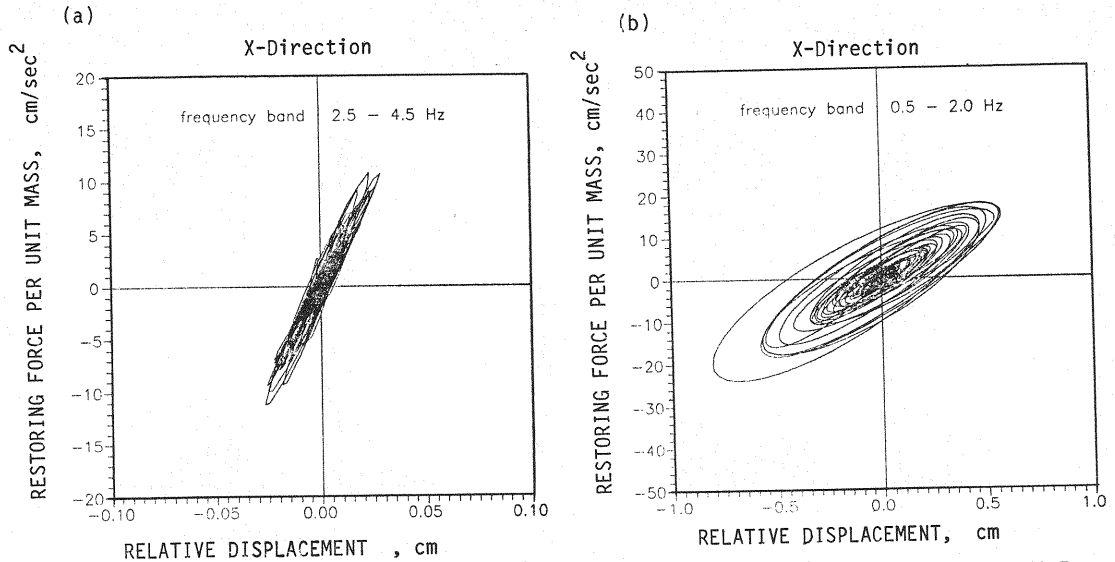 (a)
X-Direction
RESTORING FORCE PER UNIT MASS, cm/sec2
frequency band 2.5 – 4.5 Hz
20
15
10
5
0
−5
−10
−15
−20
−0.10 −0.05 0.00 0.05 0.10
RELATIVE DISPLACEMENT , cm
(b)
X-Direction
RESTORING FORCE PER UNIT MASS, cm/sec2
frequency band 0.5 – 2.0 Hz
50
40
30
20
10
0
−10
−20
−30
−40
−50
−1.0 −0.5 0.0 0.5 1.0
RELATIVE DISPLACEMENT, cm